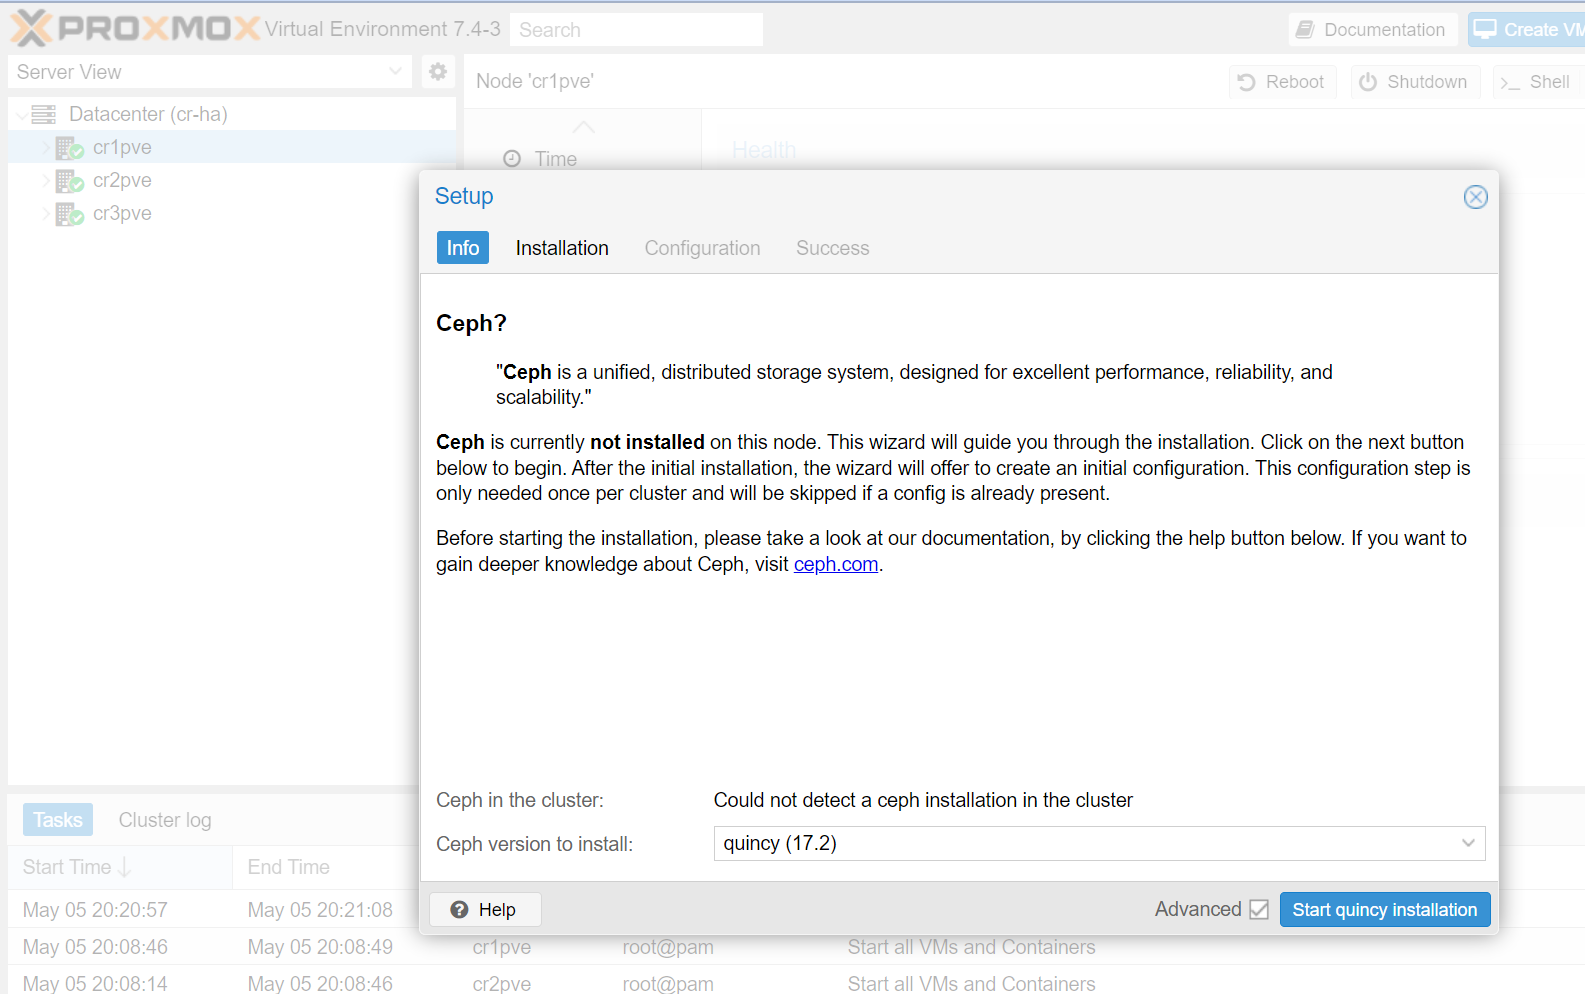 PROXMOX Virtual Environment 7.4-3 Search Documentation Create VM
Server View
Node 'cr1pve' Reboot Shutdown >_ Shell
Datacenter (cr-ha)
cr1pve
cr2pve
cr3pve
Time
Health
Setup
Info Installation Configuration Success
Ceph?
"Ceph is a unified, distributed storage system, designed for excellent performance, reliability, and
scalability."
Ceph is currently not installed on this node. This wizard will guide you through the installation. Click on the next button
below to begin. After the initial installation, the wizard will offer to create an initial configuration. This configuration step is
only needed once per cluster and will be skipped if a config is already present.
Before starting the installation, please take a look at our documentation, by clicking the help button below. If you want to
gain deeper knowledge about Ceph, visit ceph.com.
Ceph in the cluster: Could not detect a ceph installation in the cluster
Ceph version to install: quincy (17.2)
Help Advanced Start quincy installation
Tasks Cluster log
Start Time End Time
May 05 20:20:57 May 05 20:21:08
May 05 20:08:46 May 05 20:08:49 cr1pve root@pam Start all VMs and Containers
May 05 20:08:14 May 05 20:08:46 cr2pve root@pam Start all VMs and Containers